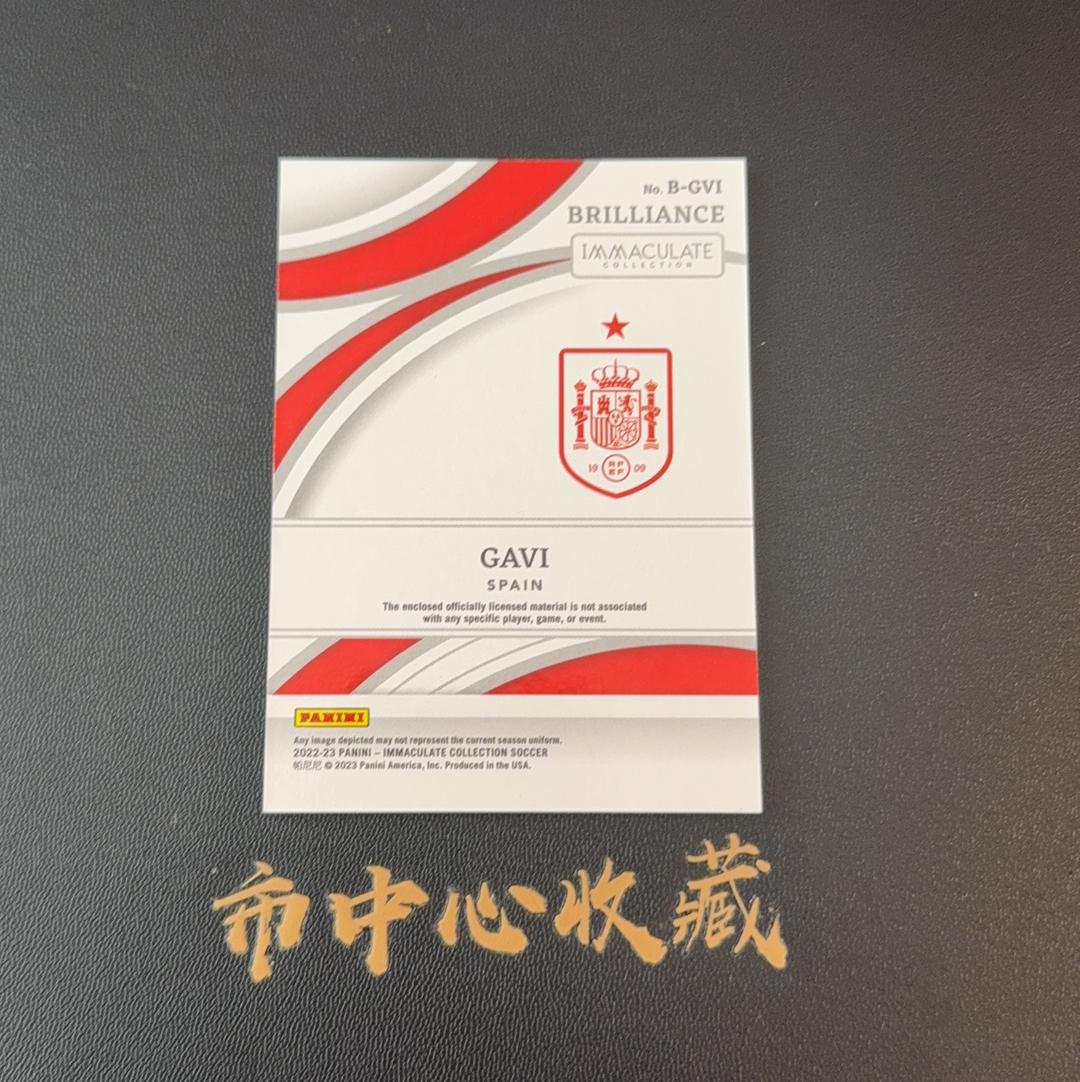 No. B-GVI
BRILLIANCE
IMMACULATE
COLLECTION
19 RF EF 09
GAVI
SPAIN
The enclosed officially licensed material is not associated
with any specific player, game, or event.
PANINI
Any image depicted may not represent the current season uniform.
2022-23 PANINI – IMMACULATE COLLECTION SOCCER
帕尼尼 © 2023 Panini America, Inc. Produced in the USA.
市中心收藏